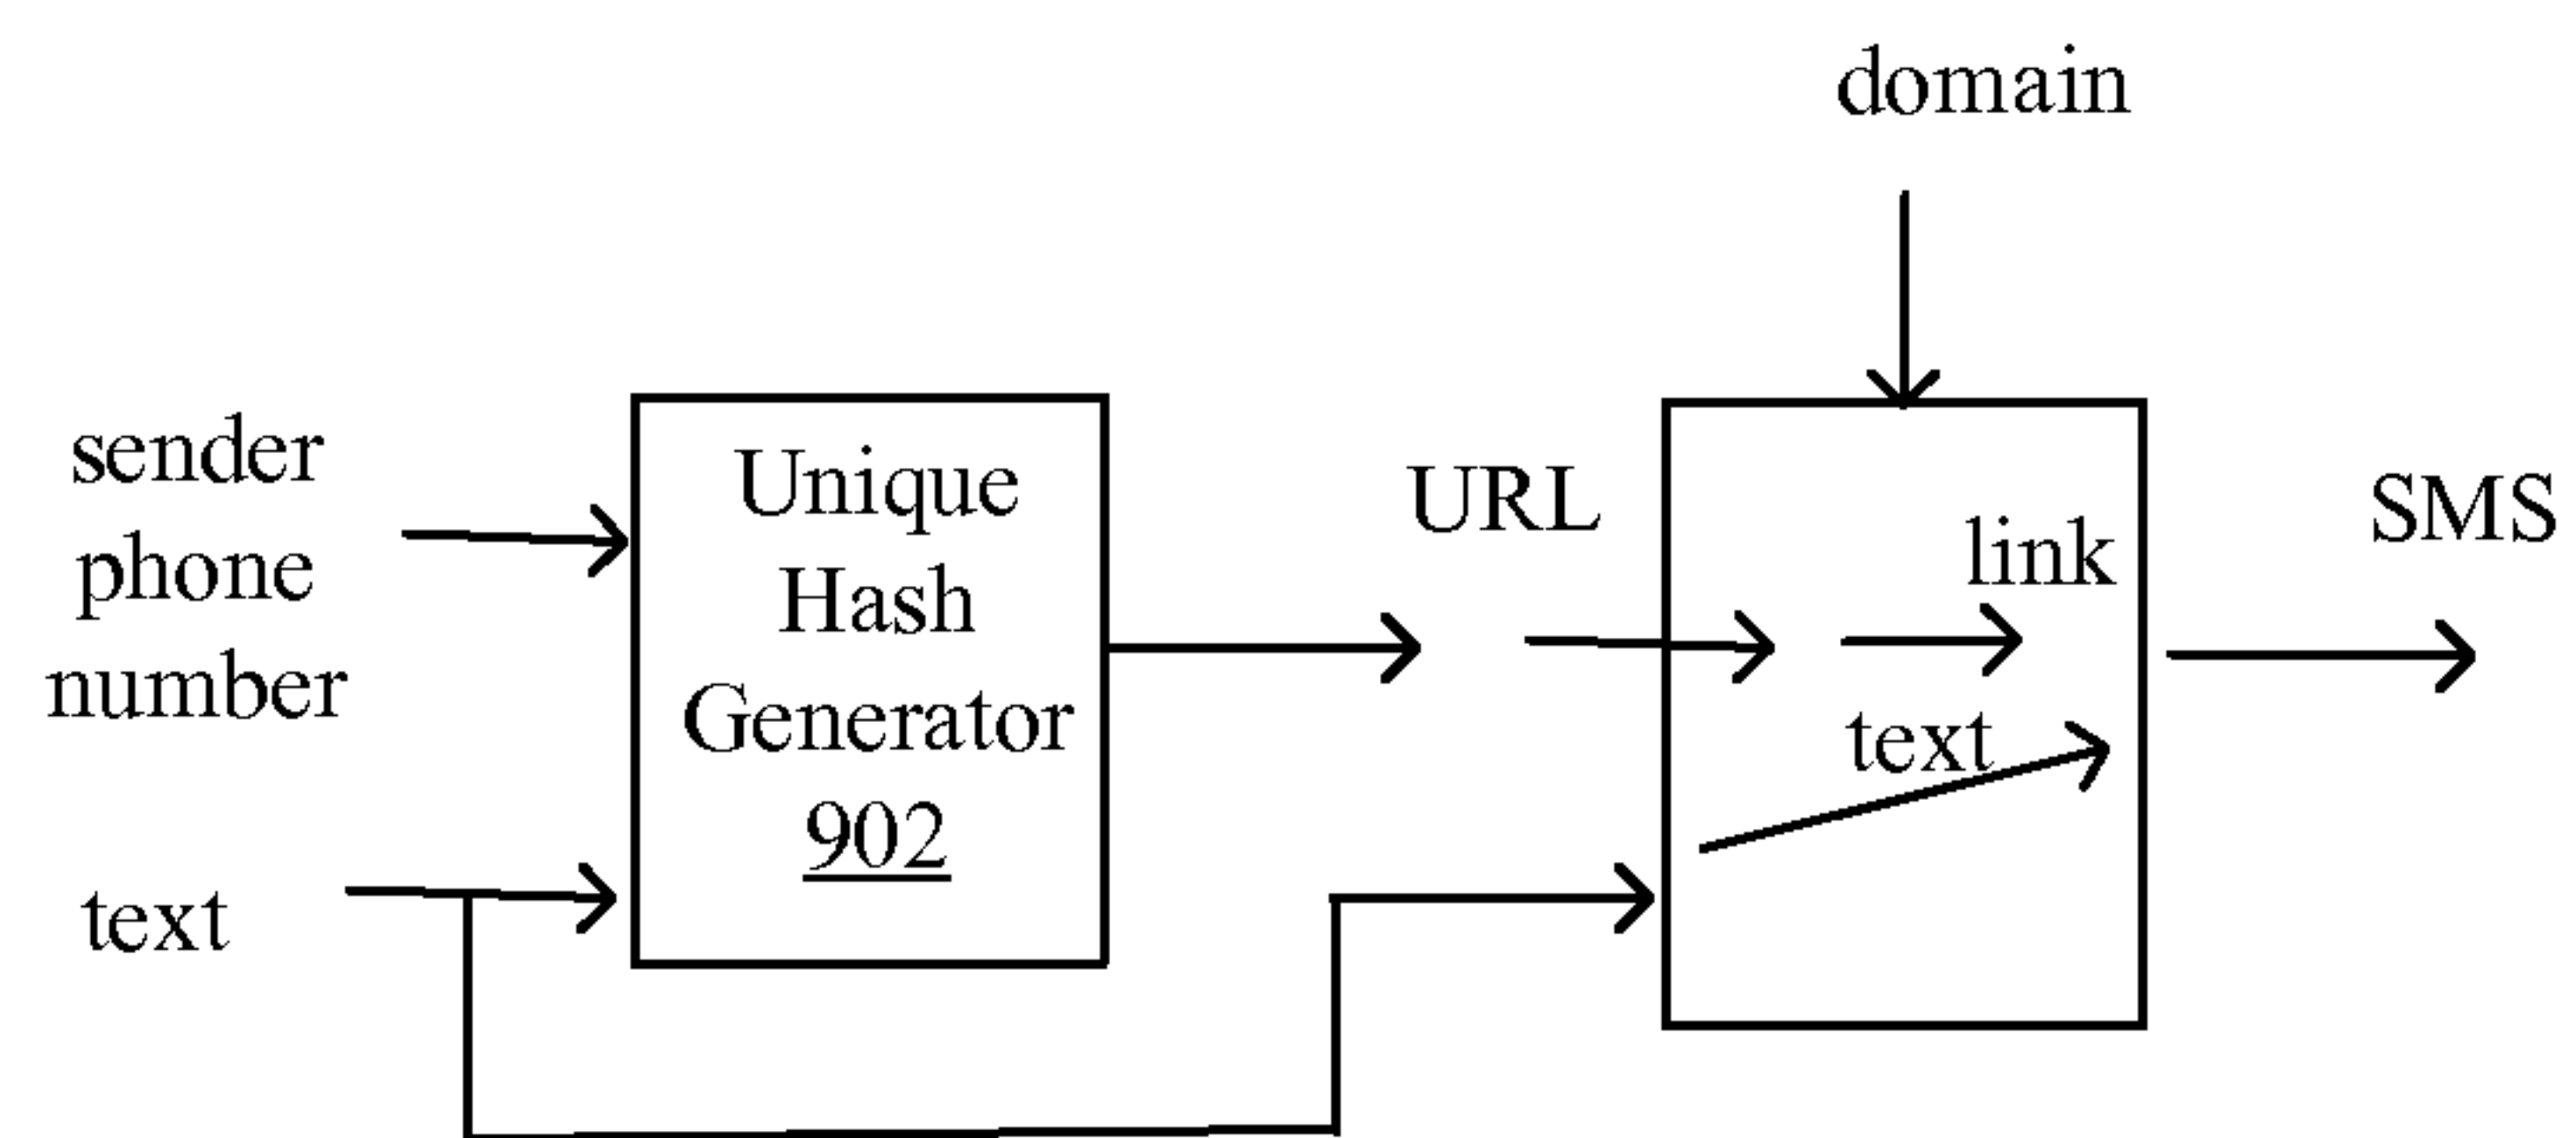 domain
sender
phone
number
text
Unique
Hash
Generator
902
URL
link
text
SMS